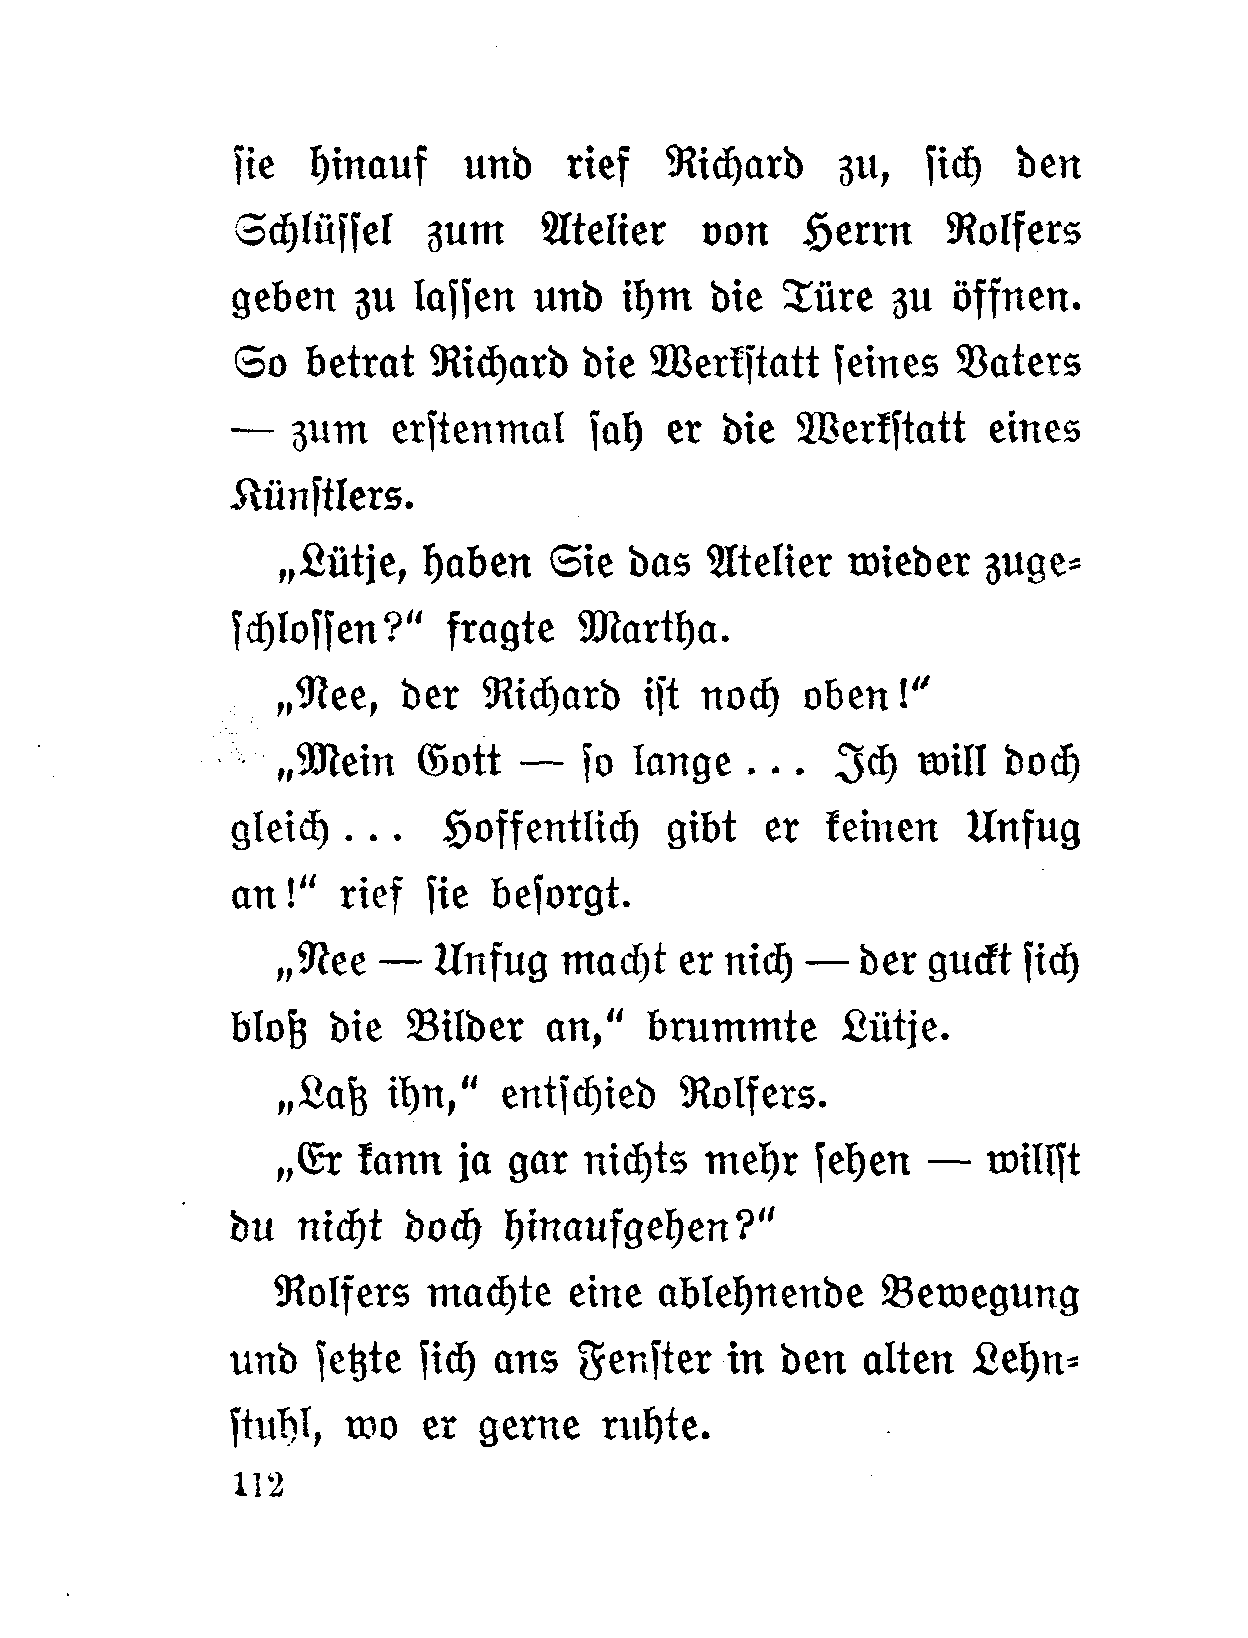 sie hinauf und rief Richard zu, sich den
Schlüssel zum Atelier von Herrn Rolfers
geben zu lassen und ihm die Türe zu öffnen.
So betrat Richard die Werkstatt seines Vaters
— zum erstenmal sah er die Werkstatt eines
Künstlers.
„Lütje, haben Sie das Atelier wieder zuge=
schlossen?“ fragte Martha.
„Nee, der Richard ist noch oben!“
„Mein Gott — so lange . . . Ich will doch
gleich . . . Hoffentlich gibt er keinen Unfug
an!“ rief sie besorgt.
„Nee — Unfug macht er nich — der guckt sich
bloß die Bilder an,“ brummte Lütje.
„Laß ihn,“ entschied Rolfers.
„Er kann ja gar nichts mehr sehen — willst
du nicht doch hinaufgehen?“
Rolfers machte eine ablehnende Bewegung
und setzte sich ans Fenster in den alten Lehn=
stuhl, wo er gerne ruhte.
112